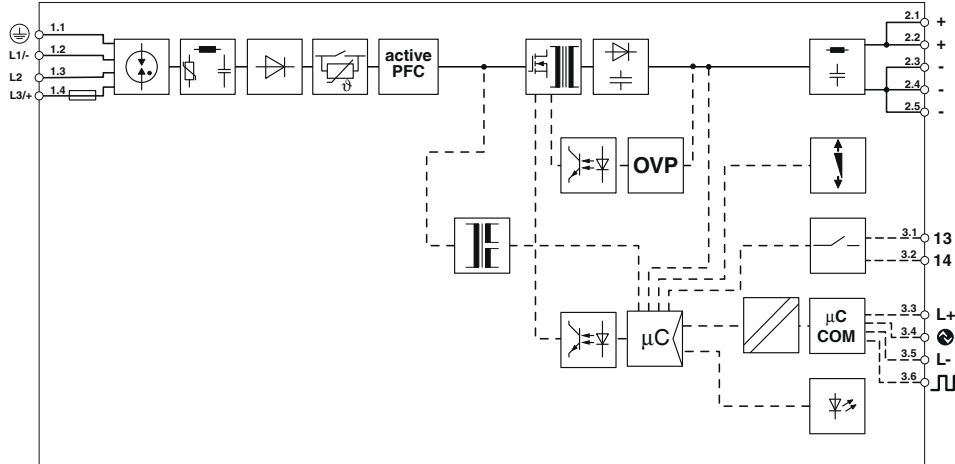 1.1
L1/- 1.2
L2 1.3
L3/+ 1.4
ϑ
active
PFC
2.1 +
2.2 +
2.3 -
2.4 -
2.5 -
OVP
3.1 13
3.2 14
µC
µC
COM
3.3 L+
3.4
3.5 L-
3.6